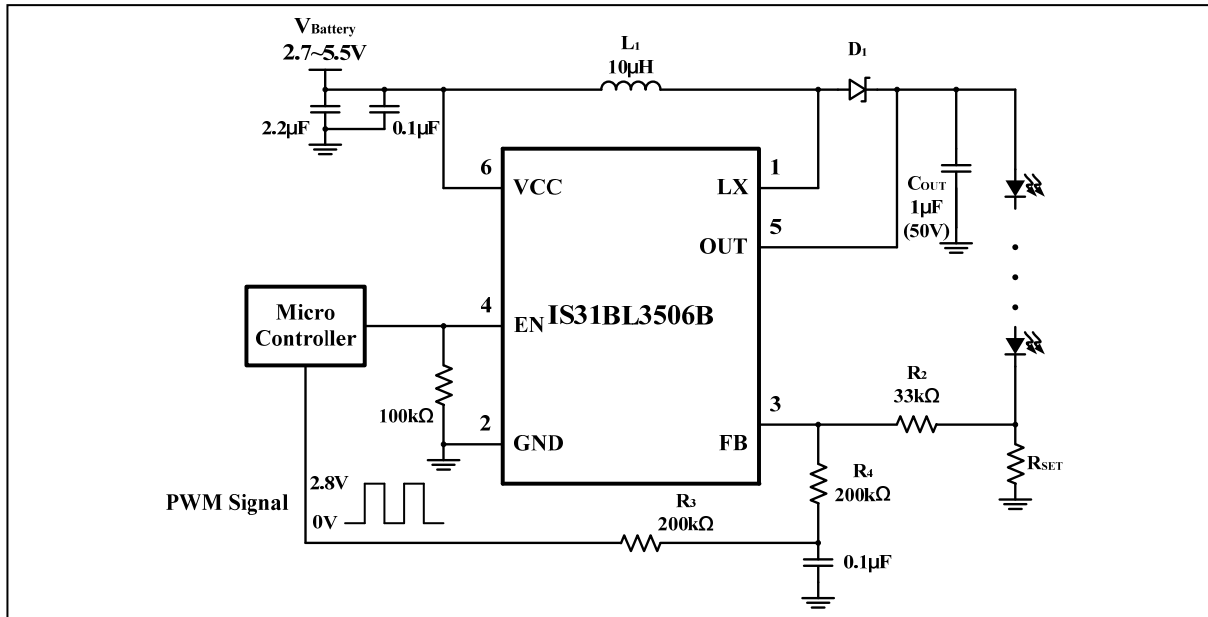 VBattery
2.7~5.5V
L1
10µH
D1
2.2µF
0.1µF
6
VCC
1
LX
COUT
1µF
(50V)
5
OUT
Micro
Controller
4
EN
IS31BL3506B
R2
33kΩ
100kΩ
2
GND
3
FB
RSET
R4
200kΩ
PWM Signal
2.8V
0V
R3
200kΩ
0.1µF